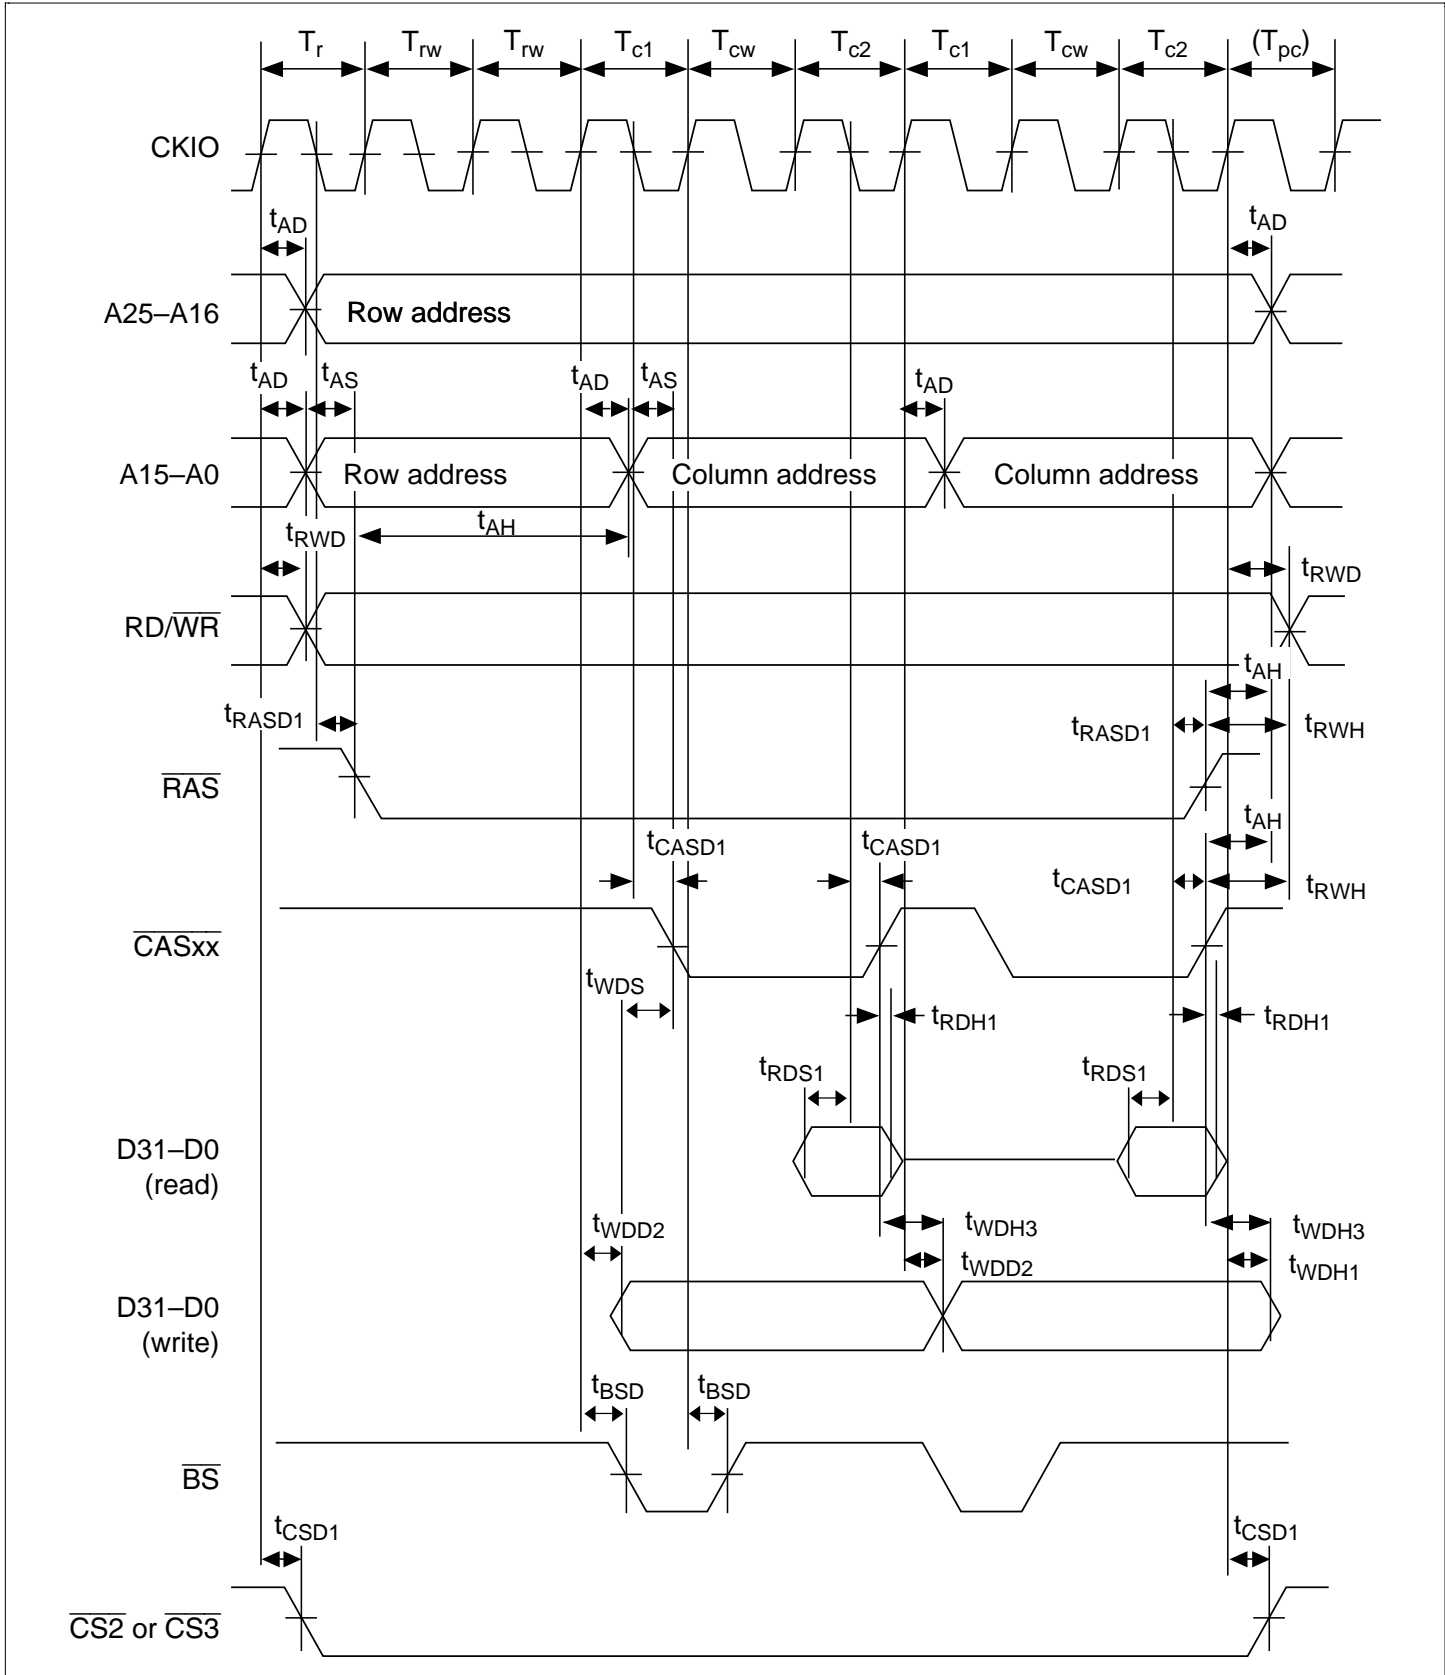 Tr Trw Trw Tc1 Tcw Tc2 Tc1 Tcw Tc2 (Tpc)
CKIO
tAD tAD
A25–A16 Row address
tAD tAS tAD tAS tAD
A15–A0 Row address Column address Column address
tRWD tAH
tRWD
RD/WR
tAH
tRASD1 tRASD1 tRWH
RAS
tAH
tCASD1 tCASD1
tCASD1 tRWH
CASxx
tWDS
tRDH1 tRDH1
tRDS1 tRDS1
D31–D0
(read)
tWDD2 tWDH3 tWDH3
tWDD2 tWDH1
D31–D0
(write)
tBSD tBSD
BS
tCSD1 tCSD1
CS2 or CS3